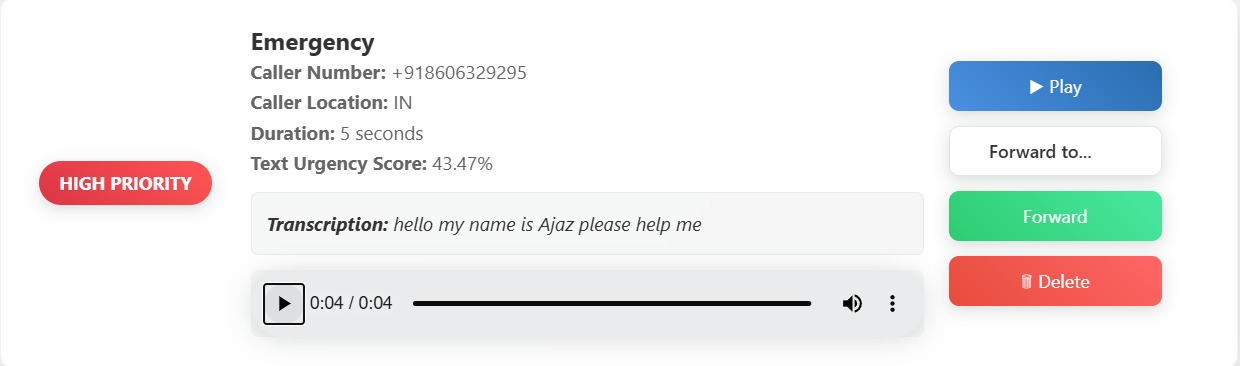 HIGH PRIORITY
Emergency
Caller Number: +918606329295
Caller Location: IN
Duration: 5 seconds
Text Urgency Score: 43.47%
Transcription: hello my name is Ajaz please help me
0:04 / 0:04
Play
Forward to...
Forward
Delete